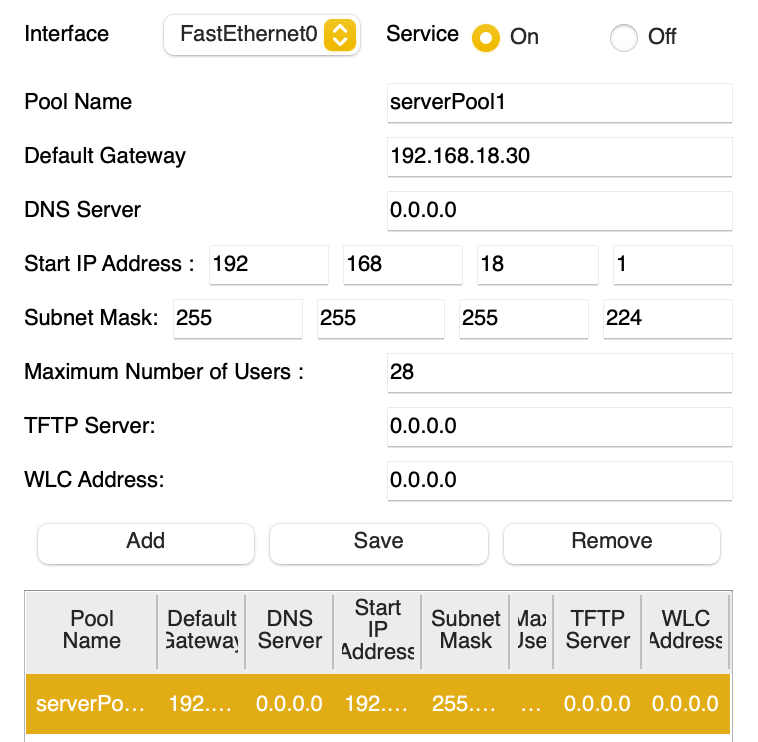 Interface FastEthernet0 Service On Off
Pool Name serverPool1
Default Gateway 192.168.18.30
DNS Server 0.0.0.0
Start IP Address : 192 168 18 1
Subnet Mask: 255 255 255 224
Maximum Number of Users : 28
TFTP Server: 0.0.0.0
WLC Address: 0.0.0.0
Add Save Remove
Pool Name Default Gateway DNS Server Start IP Address Subnet Mask Max Use TFTP Server WLC Address
serverPo... 192.... 0.0.0.0 192.... 255.... ... 0.0.0.0 0.0.0.0